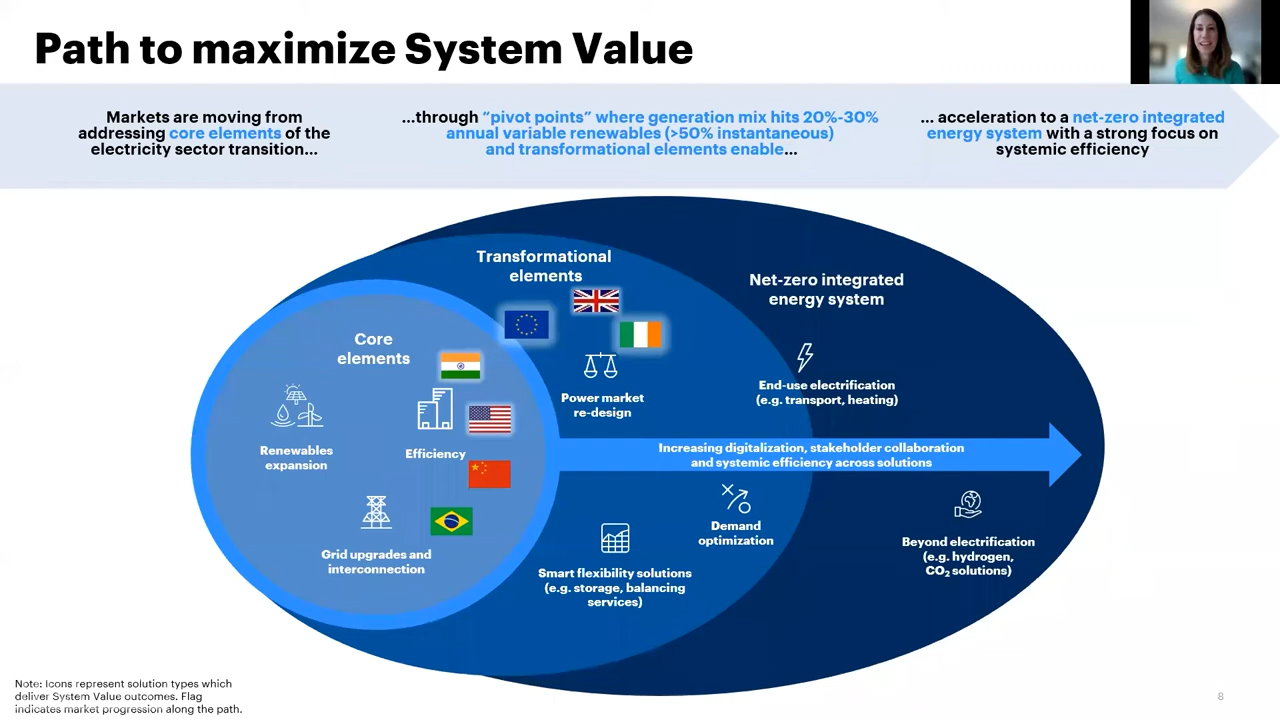 Path to maximize System Value
Markets are moving from
addressing core elements of the
electricity sector transition...
...through “pivot points” where generation mix hits 20%-30%
annual variable renewables (>50% instantaneous)
and transformational elements enable...
... acceleration to a net-zero integrated
energy system with a strong focus on
systemic efficiency
Transformational
elements
Net-zero integrated
energy system
Core
elements
Power market
re-design
End-use electrification
(e.g. transport, heating)
Renewables
expansion
Efficiency
Increasing digitalization, stakeholder collaboration
and systemic efficiency across solutions
Grid upgrades and
interconnection
Demand
optimization
Smart flexibility solutions
(e.g. storage, balancing
services)
Beyond electrification
(e.g. hydrogen,
CO₂ solutions)
Note: Icons represent solution types which
deliver System Value outcomes. Flag
indicates market progression along the path.
8